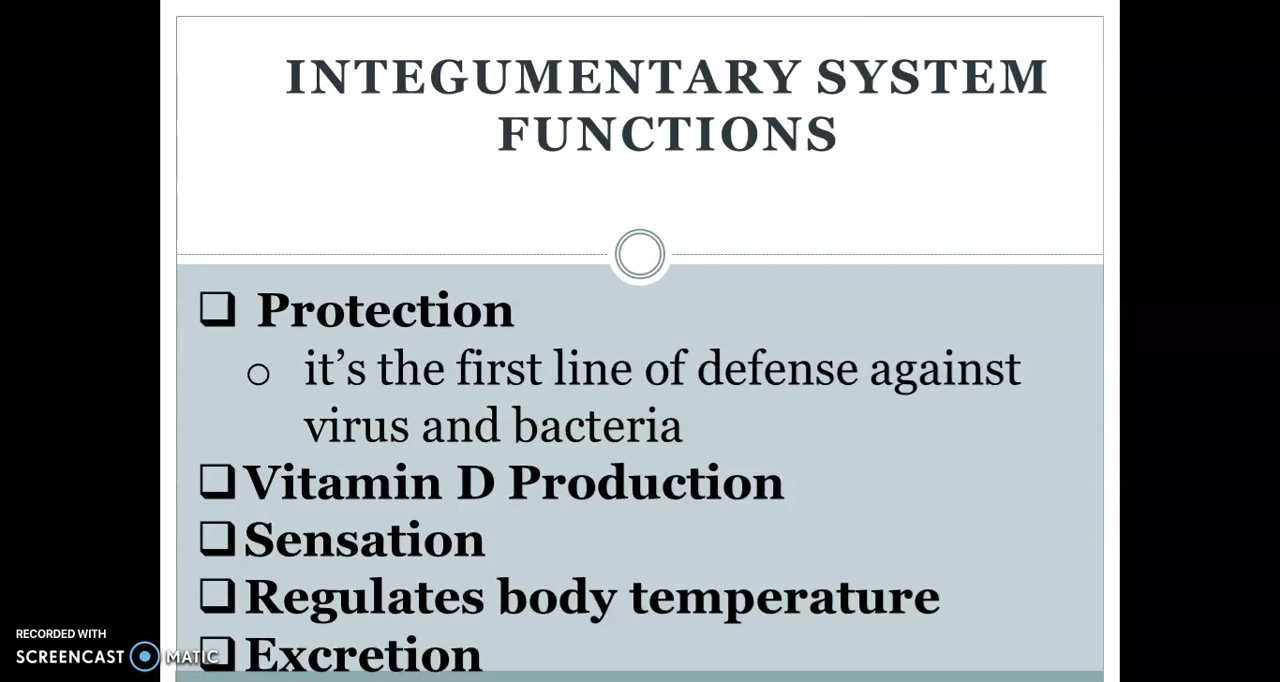 INTEGUMENTARY SYSTEM
FUNCTIONS
❑ Protection
o it’s the first line of defense against
virus and bacteria
❑Vitamin D Production
❑Sensation
❑Regulates body temperature
❑Excretion
RECORDED WITH
SCREENCAST MATIC